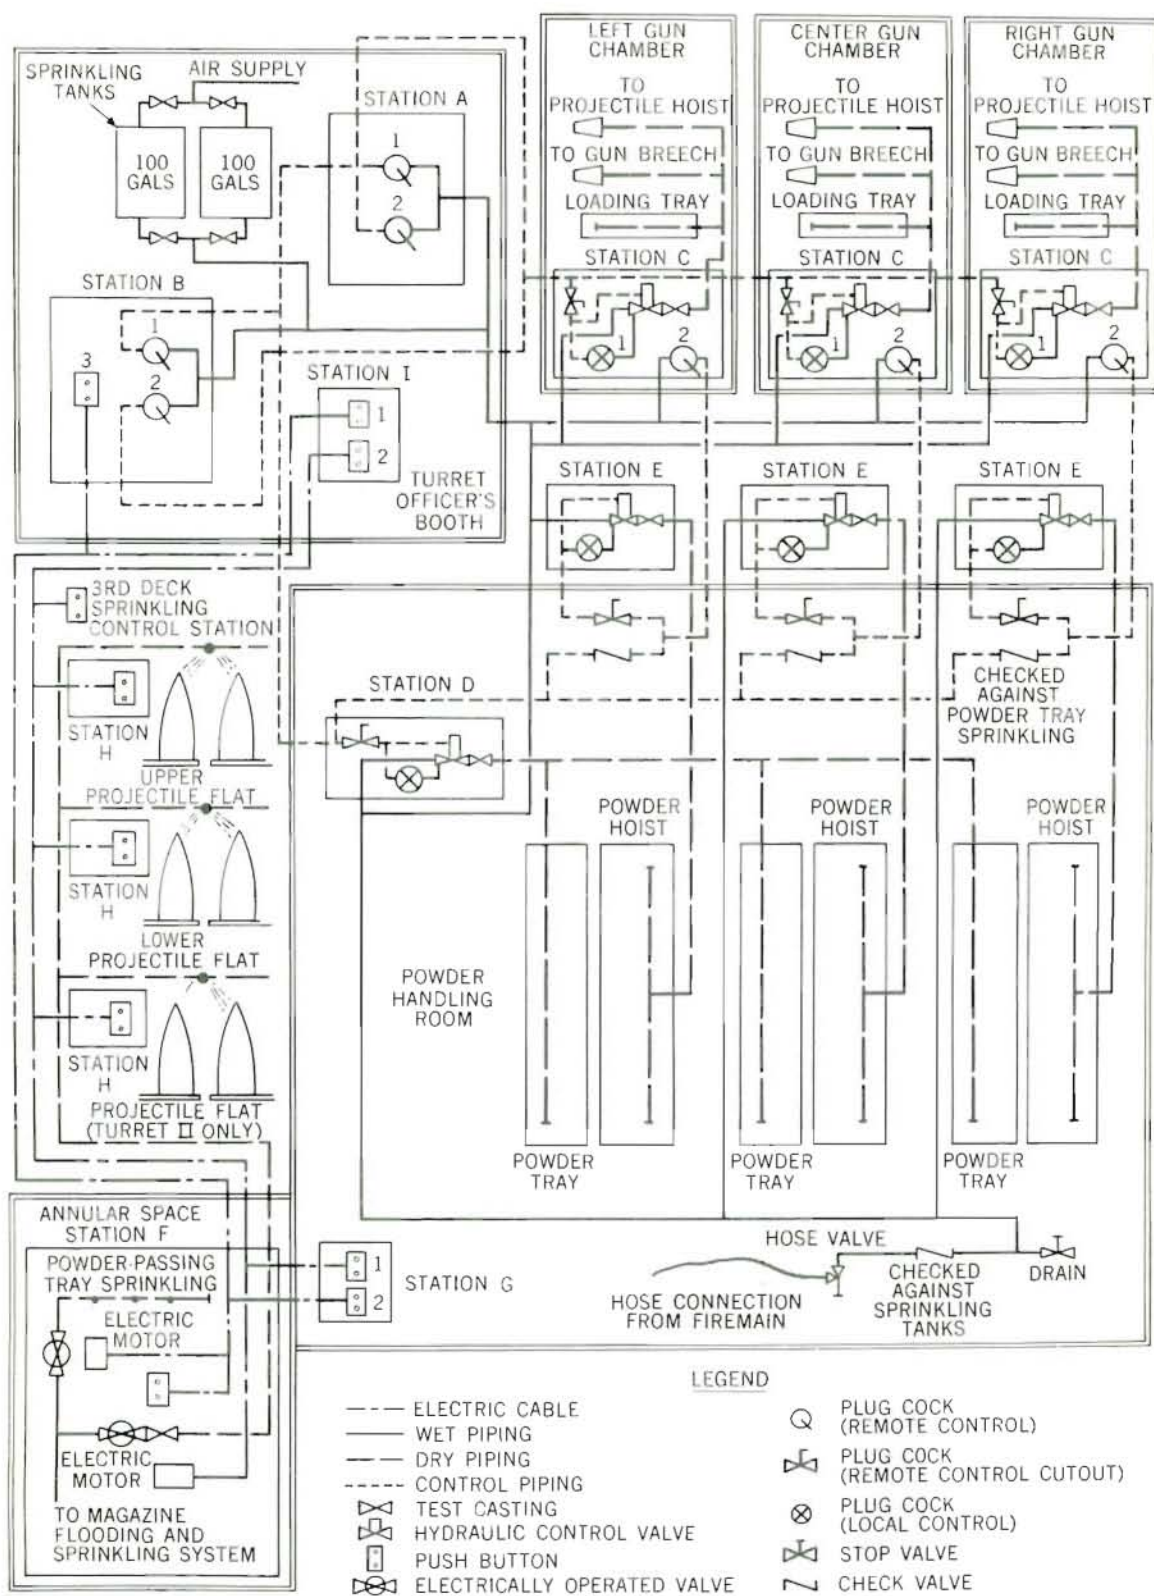 SPRINKLING
TANKS
AIR SUPPLY
100
GALS
100
GALS
STATION A
1
2
STATION B
1
2
3
STATION I
1
2
TURRET
OFFICER'S
BOOTH
LEFT GUN
CHAMBER
TO
PROJECTILE HOIST
TO GUN BREECH
LOADING TRAY
STATION C
1
2
CENTER GUN
CHAMBER
TO
PROJECTILE HOIST
TO GUN BREECH
LOADING TRAY
STATION C
1
2
RIGHT GUN
CHAMBER
TO
PROJECTILE HOIST
TO GUN BREECH
LOADING TRAY
STATION C
1
2
STATION E
STATION E
STATION E
3RD DECK
SPRINKLING
CONTROL STATION
STATION
H
UPPER
PROJECTILE FLAT
STATION
H
LOWER
PROJECTILE FLAT
STATION
H
PROJECTILE FLAT
(TURRET II ONLY)
STATION D
CHECKED
AGAINST
POWDER TRAY
SPRINKLING
POWDER
HOIST
POWDER
HOIST
POWDER
HOIST
POWDER
HANDLING
ROOM
POWDER
TRAY
POWDER
TRAY
POWDER
TRAY
ANNULAR SPACE
STATION F
POWDER-PASSING
TRAY SPRINKLING
ELECTRIC
MOTOR
ELECTRIC
MOTOR
TO MAGAZINE
FLOODING AND
SPRINKLING SYSTEM
1
2
STATION G
HOSE VALVE
HOSE CONNECTION
FROM FIREMAIN
CHECKED
AGAINST
SPRINKLING
TANKS
DRAIN
LEGEND
ELECTRIC CABLE
WET PIPING
DRY PIPING
CONTROL PIPING
TEST CASTING
HYDRAULIC CONTROL VALVE
PUSH BUTTON
ELECTRICALLY OPERATED VALVE
PLUG COCK
(REMOTE CONTROL)
PLUG COCK
(REMOTE CONTROL CUTOUT)
PLUG COCK
(LOCAL CONTROL)
STOP VALVE
CHECK VALVE